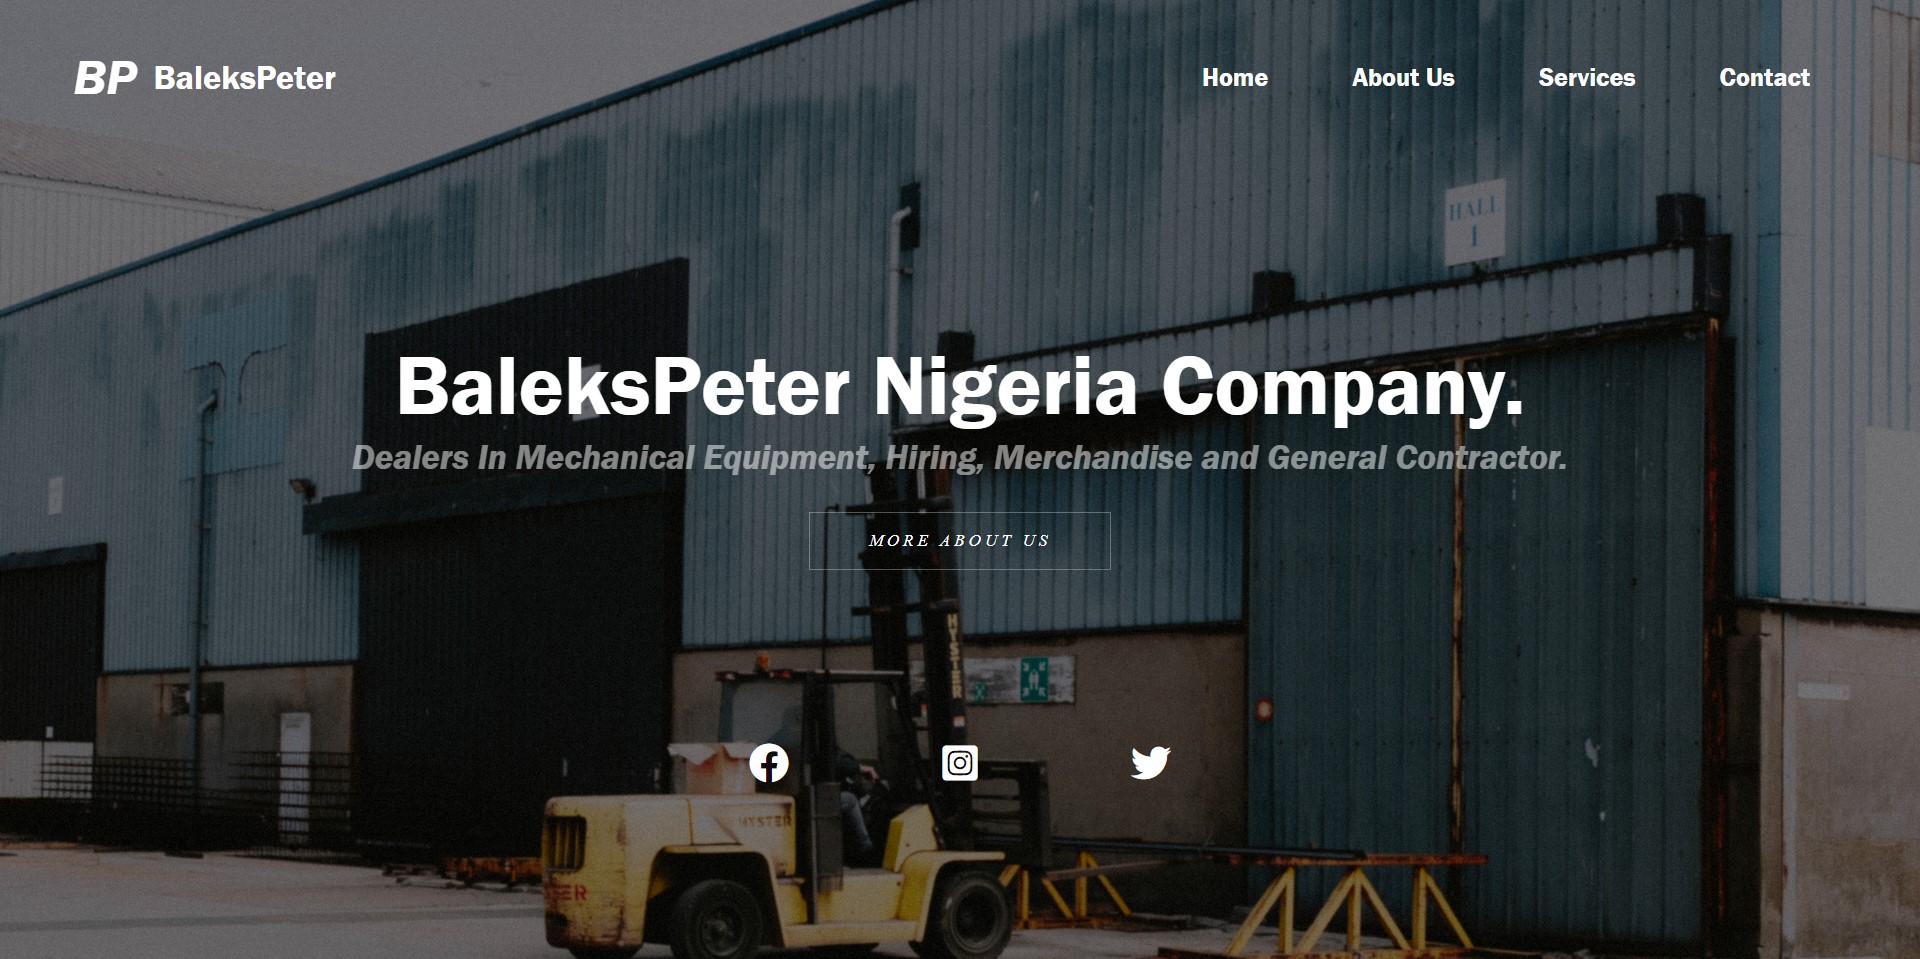 BP BaleksPeter
Home About Us Services Contact
HALL
1
BaleksPeter Nigeria Company.
Dealers In Mechanical Equipment, Hiring, Merchandise and General Contractor.
MORE ABOUT US
HYSTER
HYSTER